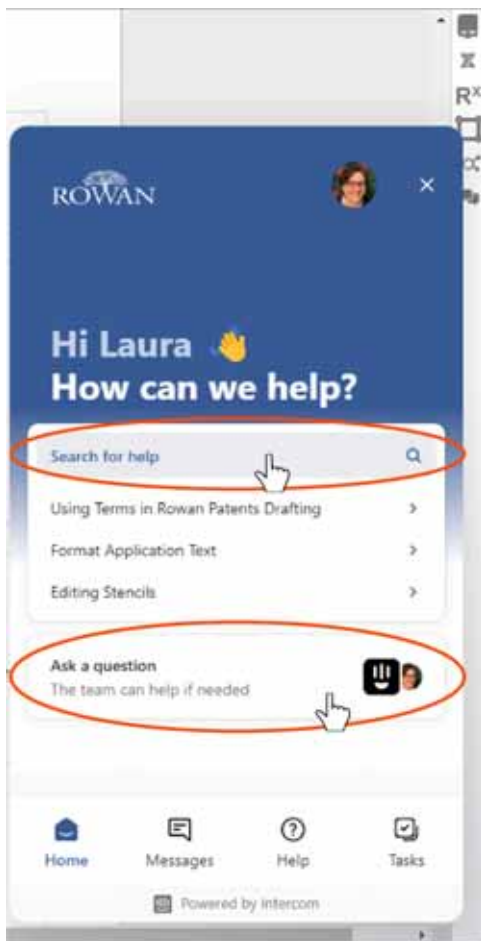 R×
ROWAN
Hi Laura 👋
How can we help?
Search for help
Using Terms in Rowan Patents Drafting
Format Application Text
Editing Stencils
Ask a question
The team can help if needed
Home
Messages
Help
Tasks
Powered by Intercom